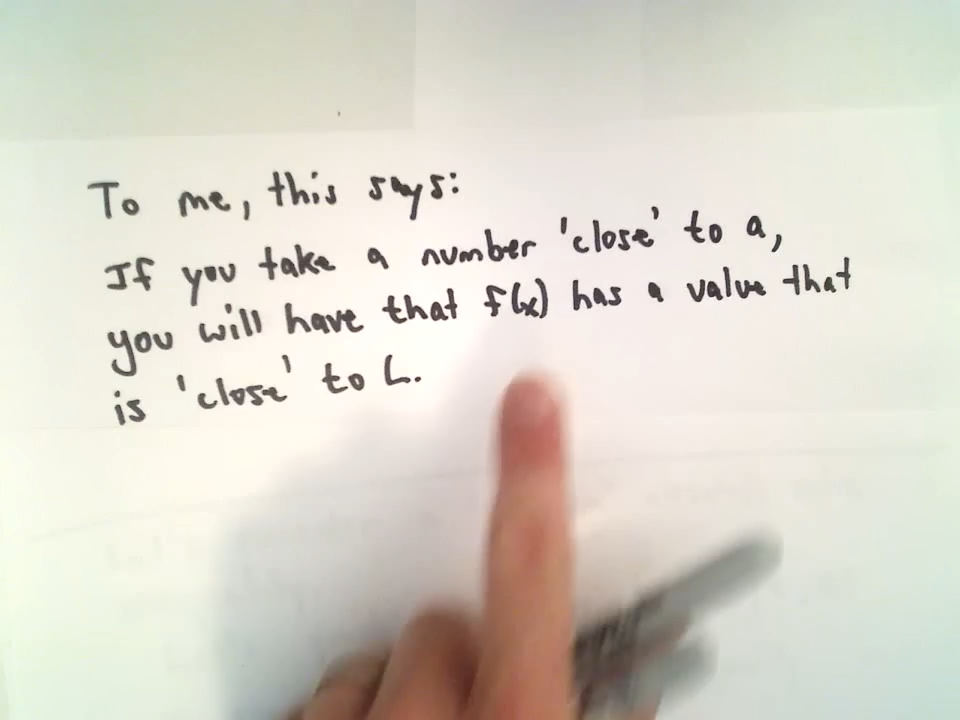 To me, this says:
If you take a number 'close' to a,
you will have that f(x) has a value that
is 'close' to L.